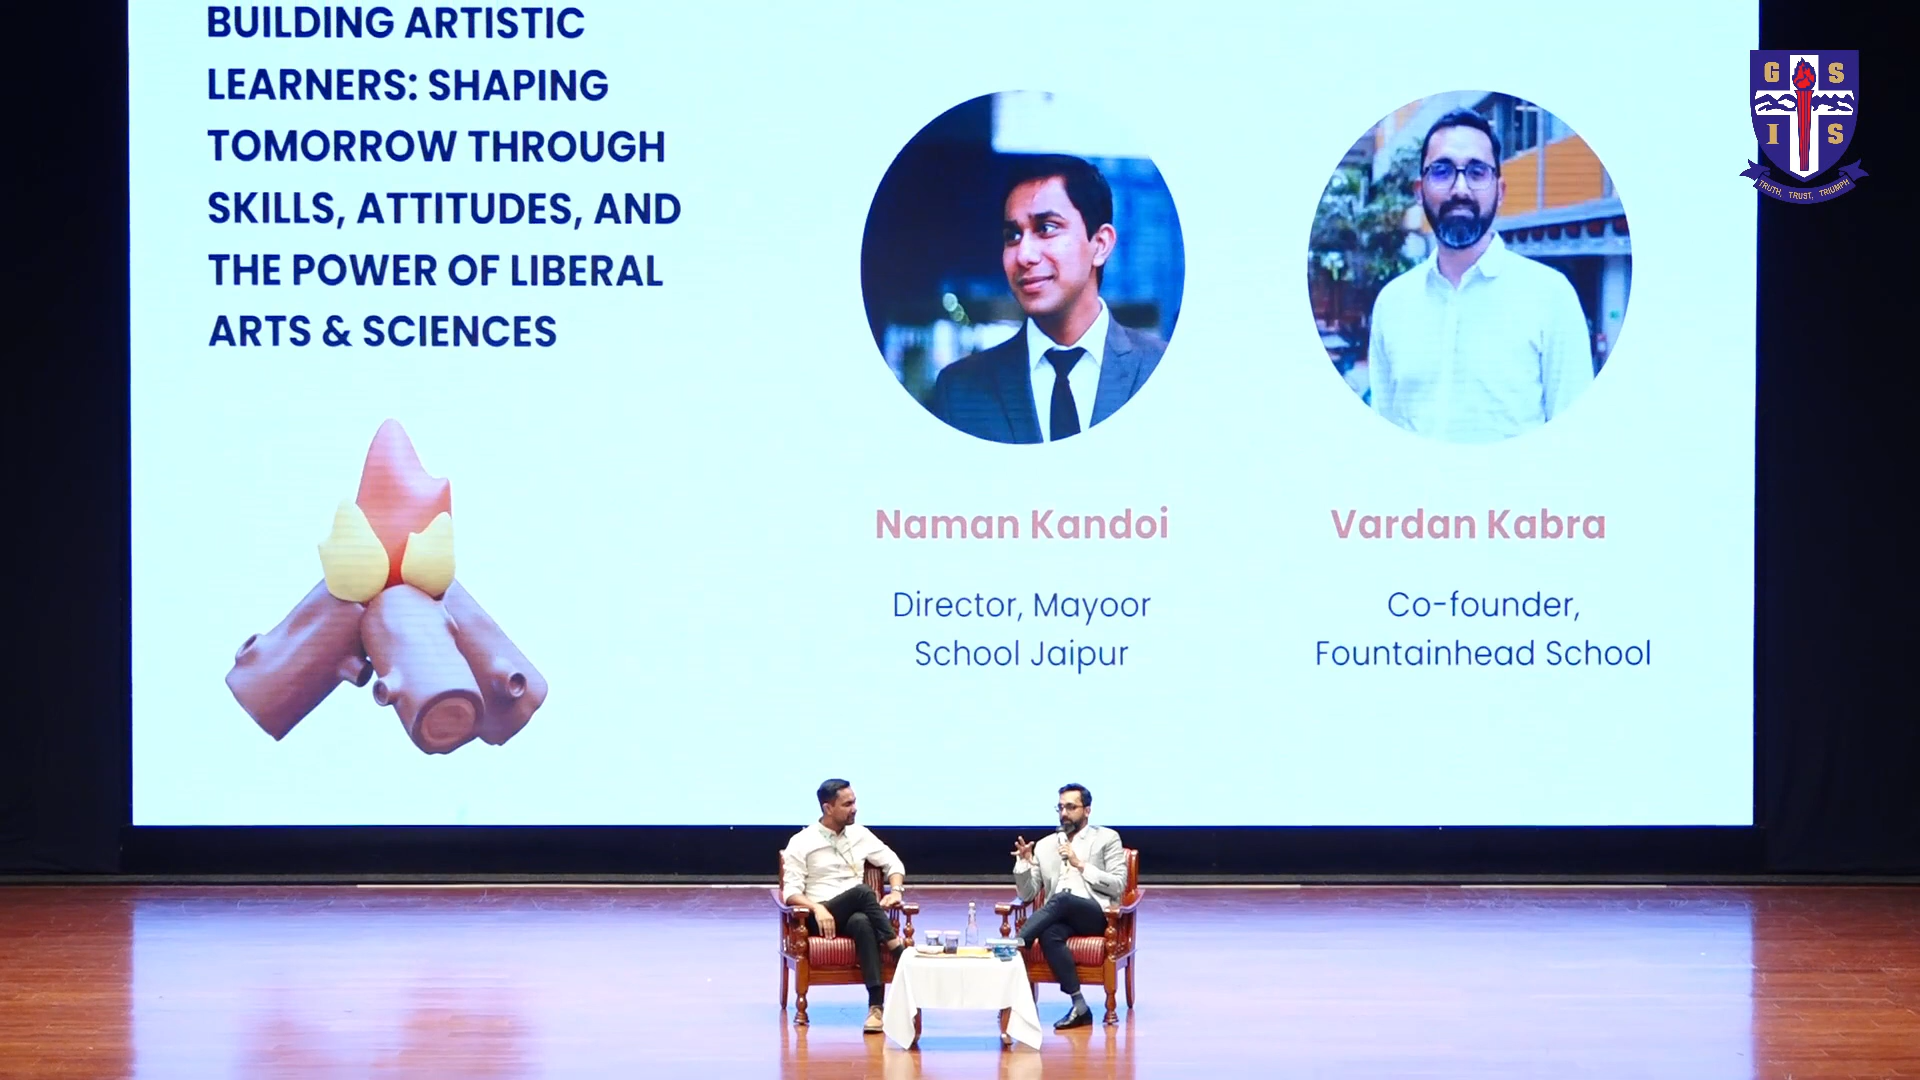 BUILDING ARTISTIC
LEARNERS: SHAPING
TOMORROW THROUGH
SKILLS, ATTITUDES, AND
THE POWER OF LIBERAL
ARTS & SCIENCES
Naman Kandoi
Director, Mayoor
School Jaipur
Vardan Kabra
Co-founder,
Fountainhead School
G S
I S
TRUTH, TRUST, TRIUMPH